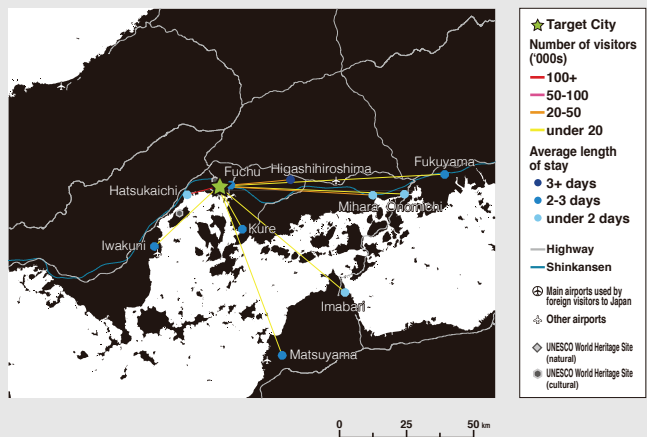 Fuchu
Higashihiroshima
Fukuyama
Hatsukaichi
Mihara
Onomichi
Kure
Iwakuni
Imabari
Matsuyama
Target City
Number of visitors
('000s)
100+
50-100
20-50
under 20
Average length
of stay
3+ days
2-3 days
under 2 days
Highway
Shinkansen
Main airports used by
foreign visitors to Japan
Other airports
UNESCO World Heritage Site
(natural)
UNESCO World Heritage Site
(cultural)
0 25 50 km